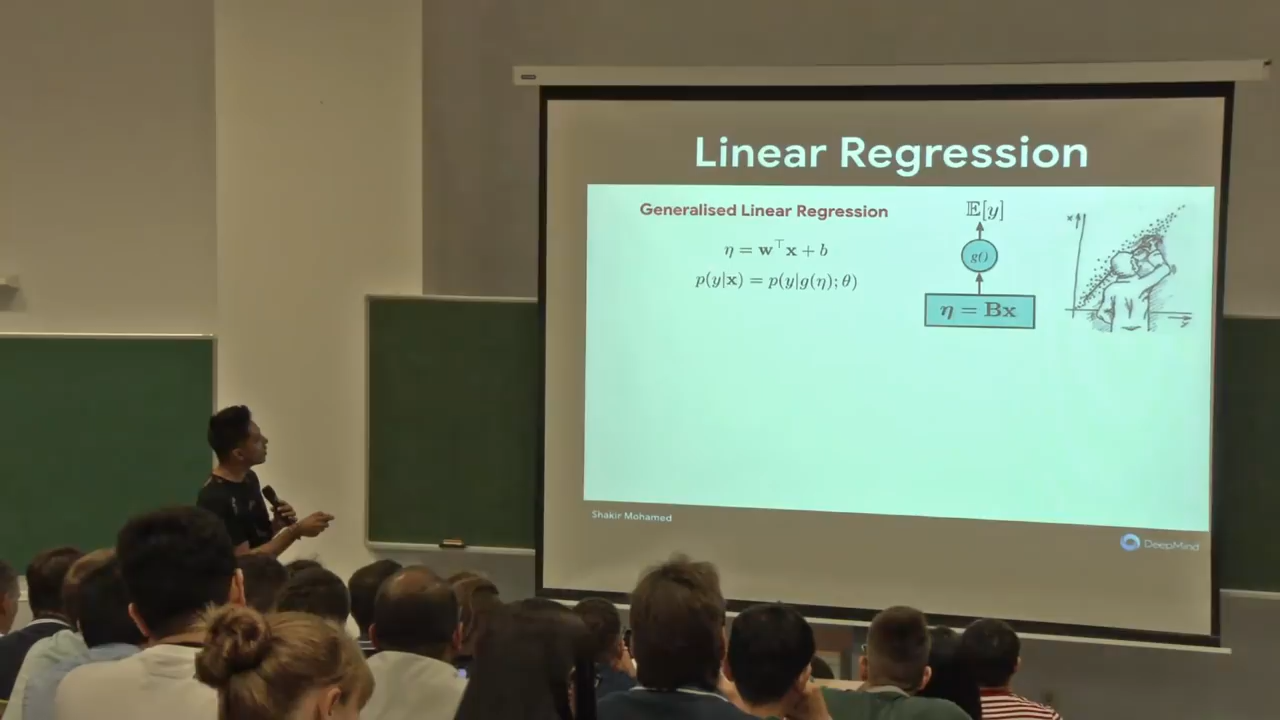 Linear Regression
Generalised Linear Regression
η = w⊤x + b
p(y|x) = p(y|g(η); θ)
𝔼[y]
g()
η = Bx
x
y
Shakir Mohamed
DeepMind